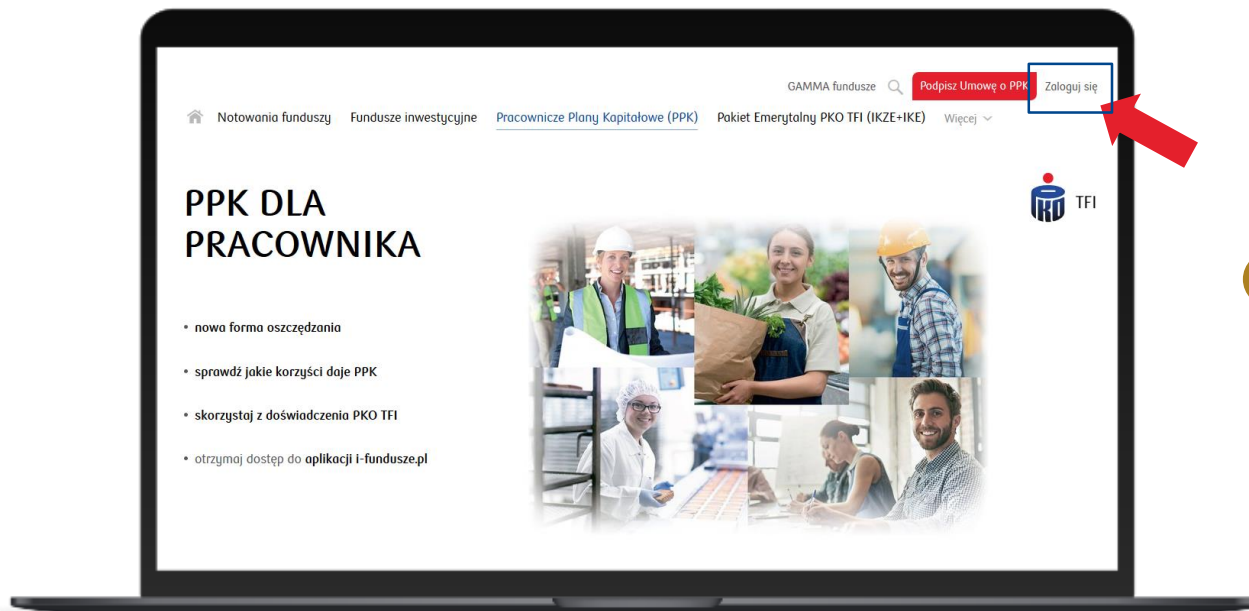 GAMMA fundusze
Podpisz Umowę o PPK
Zaloguj się
Notowania funduszy
Fundusze inwestycyjne
Pracownicze Plany Kapitałowe (PPK)
Pakiet Emerytalny PKO TFI (IKZE+IKE)
Więcej
PKO TFI
PPK DLA
PRACOWNIKA
• nowa forma oszczędzania
• sprawdź jakie korzyści daje PPK
• skorzystaj z doświadczenia PKO TFI
• otrzymaj dostęp do aplikacji i-fundusze.pl